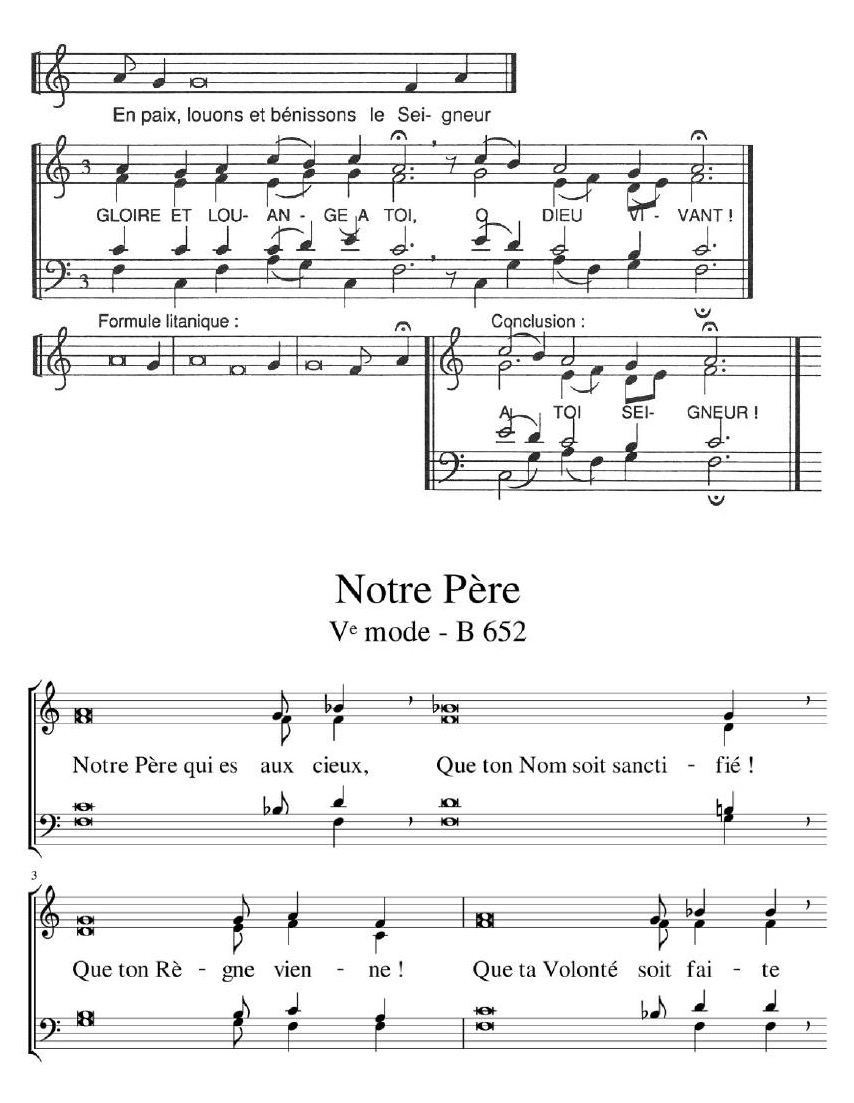 En paix, louons et bénissons le Sei- gneur
3
GLOIRE ET LOU- AN - GE A TOI, O DIEU VI - VANT !
3
Formule litanique : Conclusion :
A TOI SEI- GNEUR !
Notre Père
Ve mode - B 652
Notre Père qui es aux cieux, Que ton Nom soit sancti - fié !
3
Que ton Rè - gne vien - ne ! Que ta Volonté soit fai - te